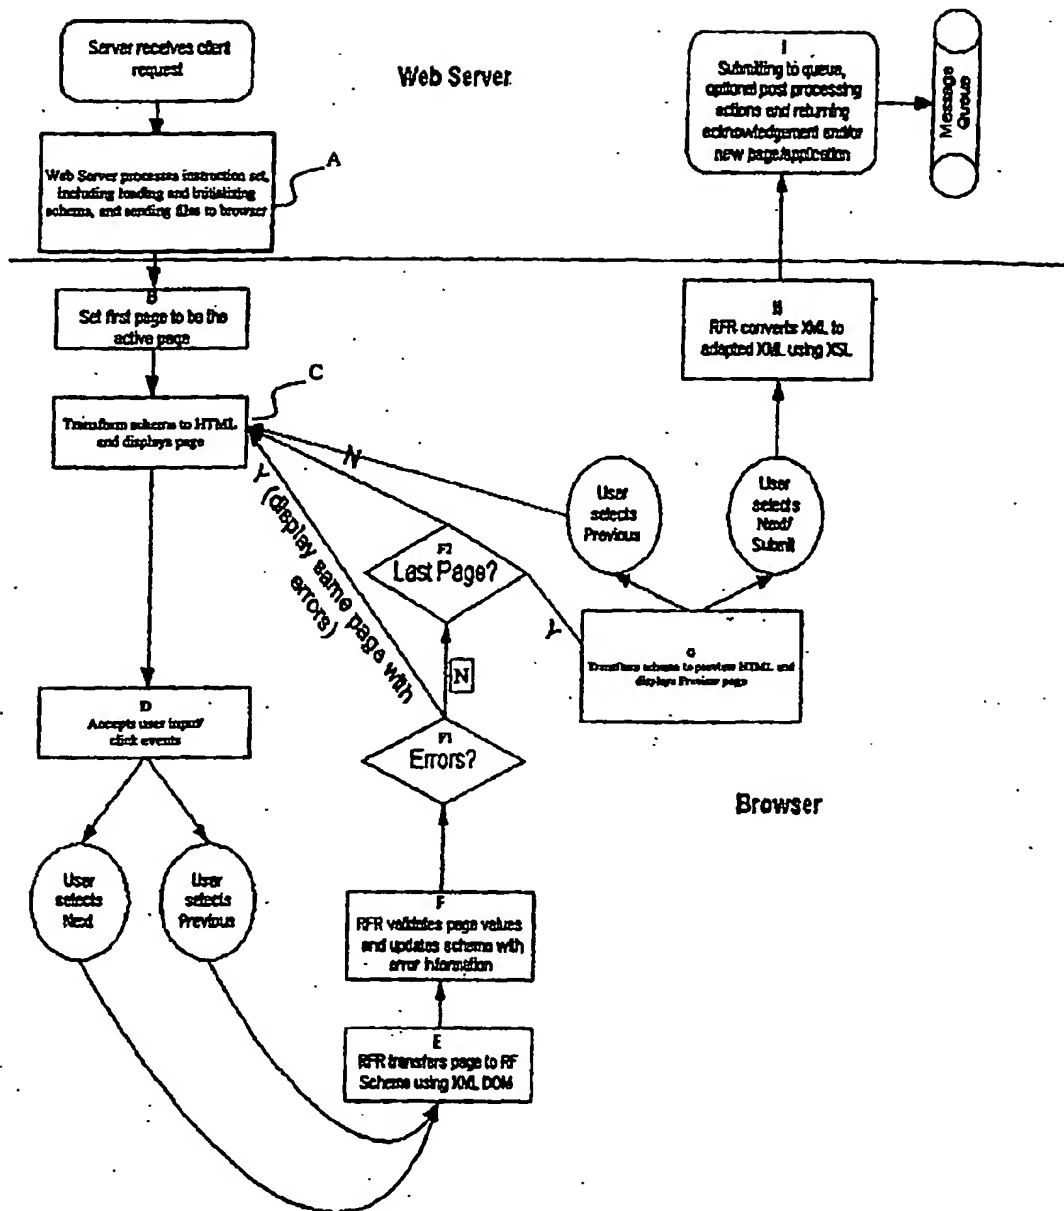 Server receives client
request
Web Server
Web Server processes instruction set,
including loading and initializing
schema, and sending files to browser
A
I
Submitting to queue,
optional post processing
actions and returning
acknowledgement and/or
new page/application
Message
Queue
B
Set first page to be the
active page
H
RFR converts XML to
adapted XML using XSL
C
Transform schema to HTML
and displays page
N
Y (display same page with
errors)
User
selects
Previous
User
selects
Next/
Submit
F2
Last Page?
Y
G
Transform schema to preview HTML and
displays Preview page
N
D
Accepts user input/
click events
F1
Errors?
Browser
User
selects
Next
User
selects
Previous
F
RFR validates page values
and updates schema with
error information
E
RFR transfers page to RF
Schema using XML DOM